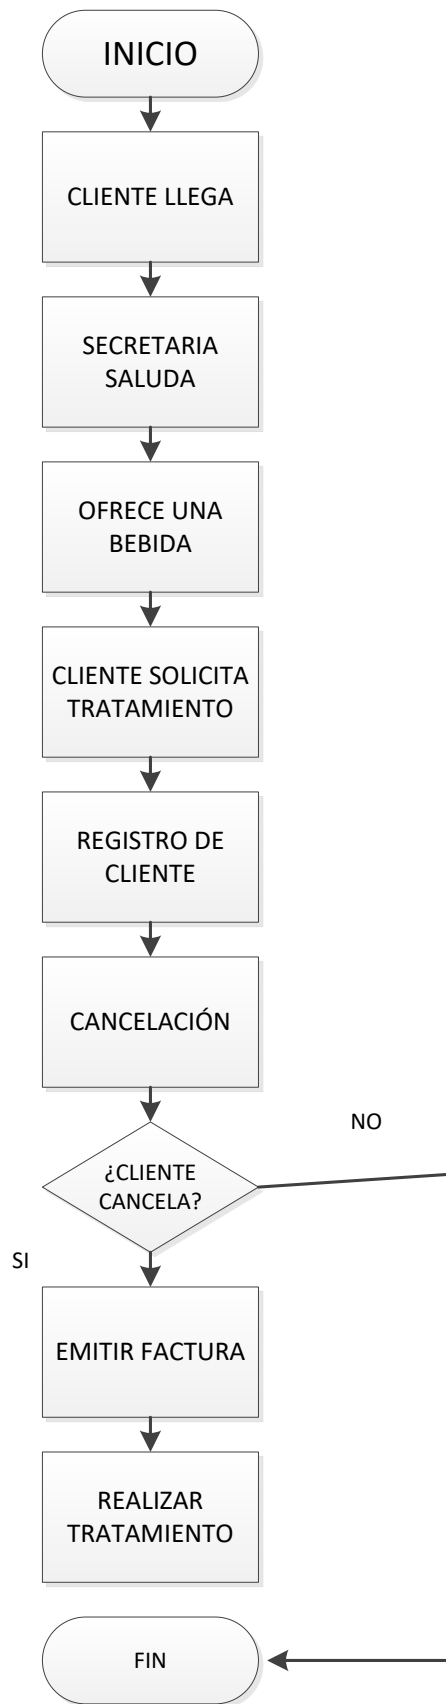 INICIO
CLIENTE LLEGA
SECRETARIA
SALUDA
OFRECE UNA
BEBIDA
CLIENTE SOLICITA
TRATAMIENTO
REGISTRO DE
CLIENTE
CANCELACIÓN
NO
¿CLIENTE
CANCELA?
SI
EMITIR FACTURA
REALIZAR
TRATAMIENTO
FIN